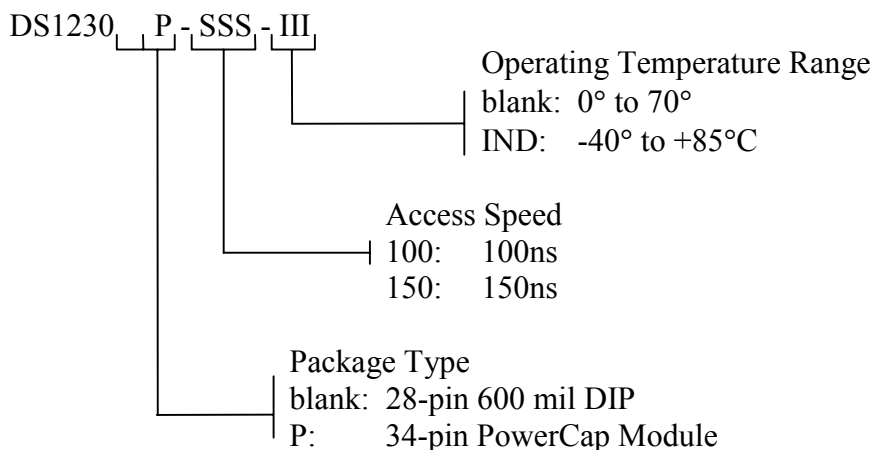 DS1230 P - SSS - III
Operating Temperature Range
blank: 0° to 70°
IND: -40° to +85°C
Access Speed
100: 100ns
150: 150ns
Package Type
blank: 28-pin 600 mil DIP
P: 34-pin PowerCap Module